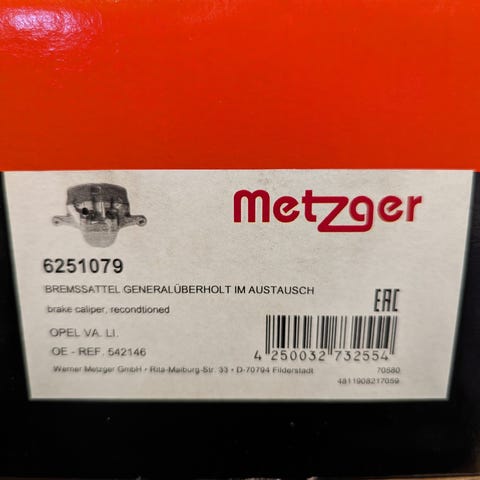 Metzger
6251079
BREMSSATTEL GENERALÜBERHOLT IM AUSTAUSCH
brake caliper, recondtioned
OPEL VA. LI.
OE - REF. 542146
EAC
4 250032 732554
Werner Metzger GmbH • Rita-Maiburg-Str. 33 • D-70794 Filderstadt
70580
4811908217059